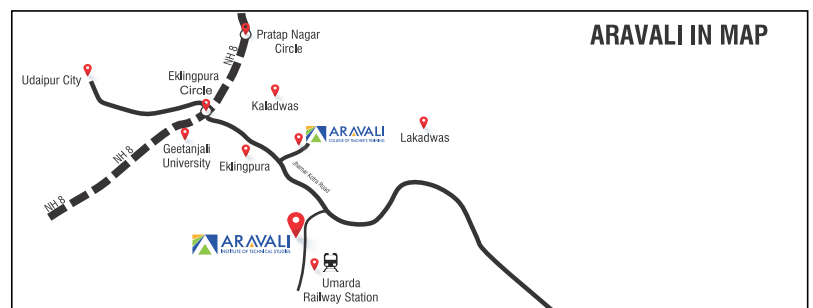 ARAVALI IN MAP
NH 8
Pratap Nagar
Circle
Udaipur City
Eklingpura
Circle
Kaladwas
NH 8
Geetanjali
University
Eklingpura
ARAVALI
COLLEGE OF TEACHER'S TRAINING
Lakadwas
Jhamar Kotra Road
NH 8
ARAVALI
INSTITUTE OF TECHNICAL STUDIES
Umarda
Railway Station